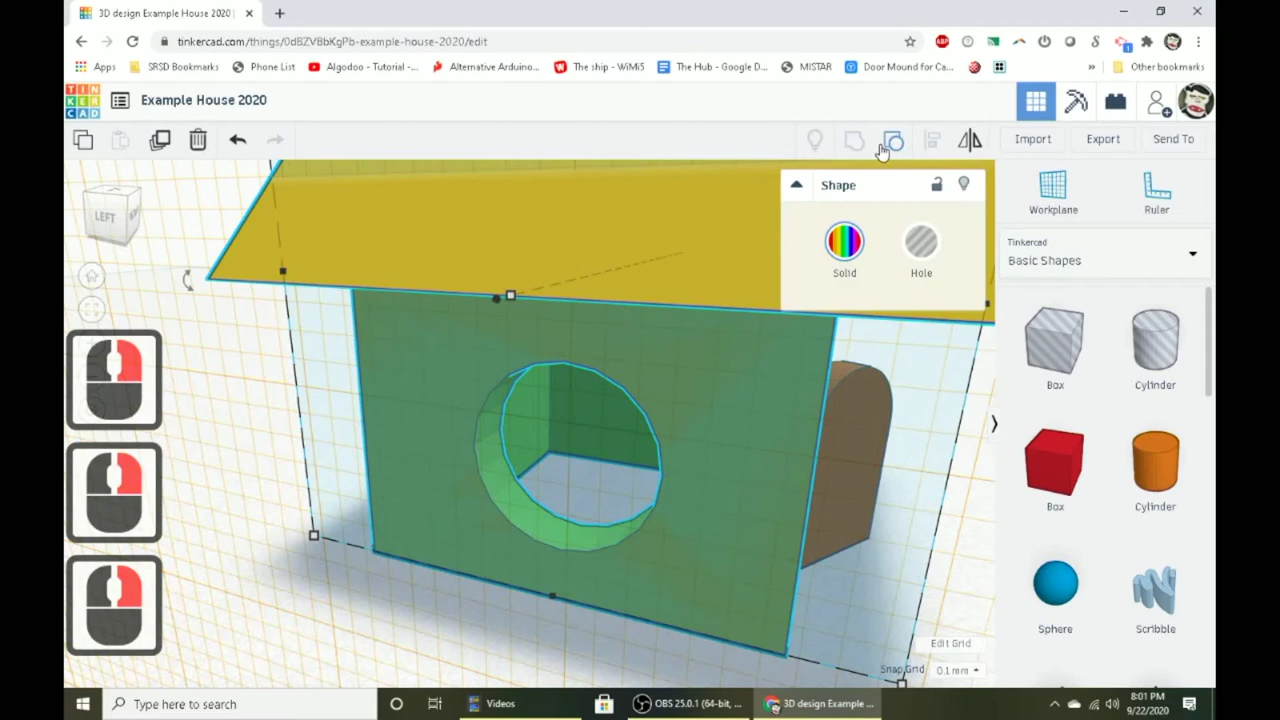 3D design Example House 2020 |
tinkercad.com/things/0dBZVBbKgPb-example-house-2020/edit
ABP
Apps SRSD Bookmarks Phone List Algodoo - Tutorial -... Alternative Arduino... The ship - WiMi5 The Hub - Google D... MISTAR Door Mound for Ca... » Other bookmarks
TIN
KER
CAD
Example House 2020
Import Export Send To
Shape
Solid Hole
LEFT
Workplane Ruler
Tinkercad
Basic Shapes
Box Cylinder
Box Cylinder
Sphere Scribble
Edit Grid
Snap Grid 0.1 mm
Type here to search
Videos
OBS 25.0.1 (64-bit, ...
3D design Example ...
8:01 PM
9/22/2020